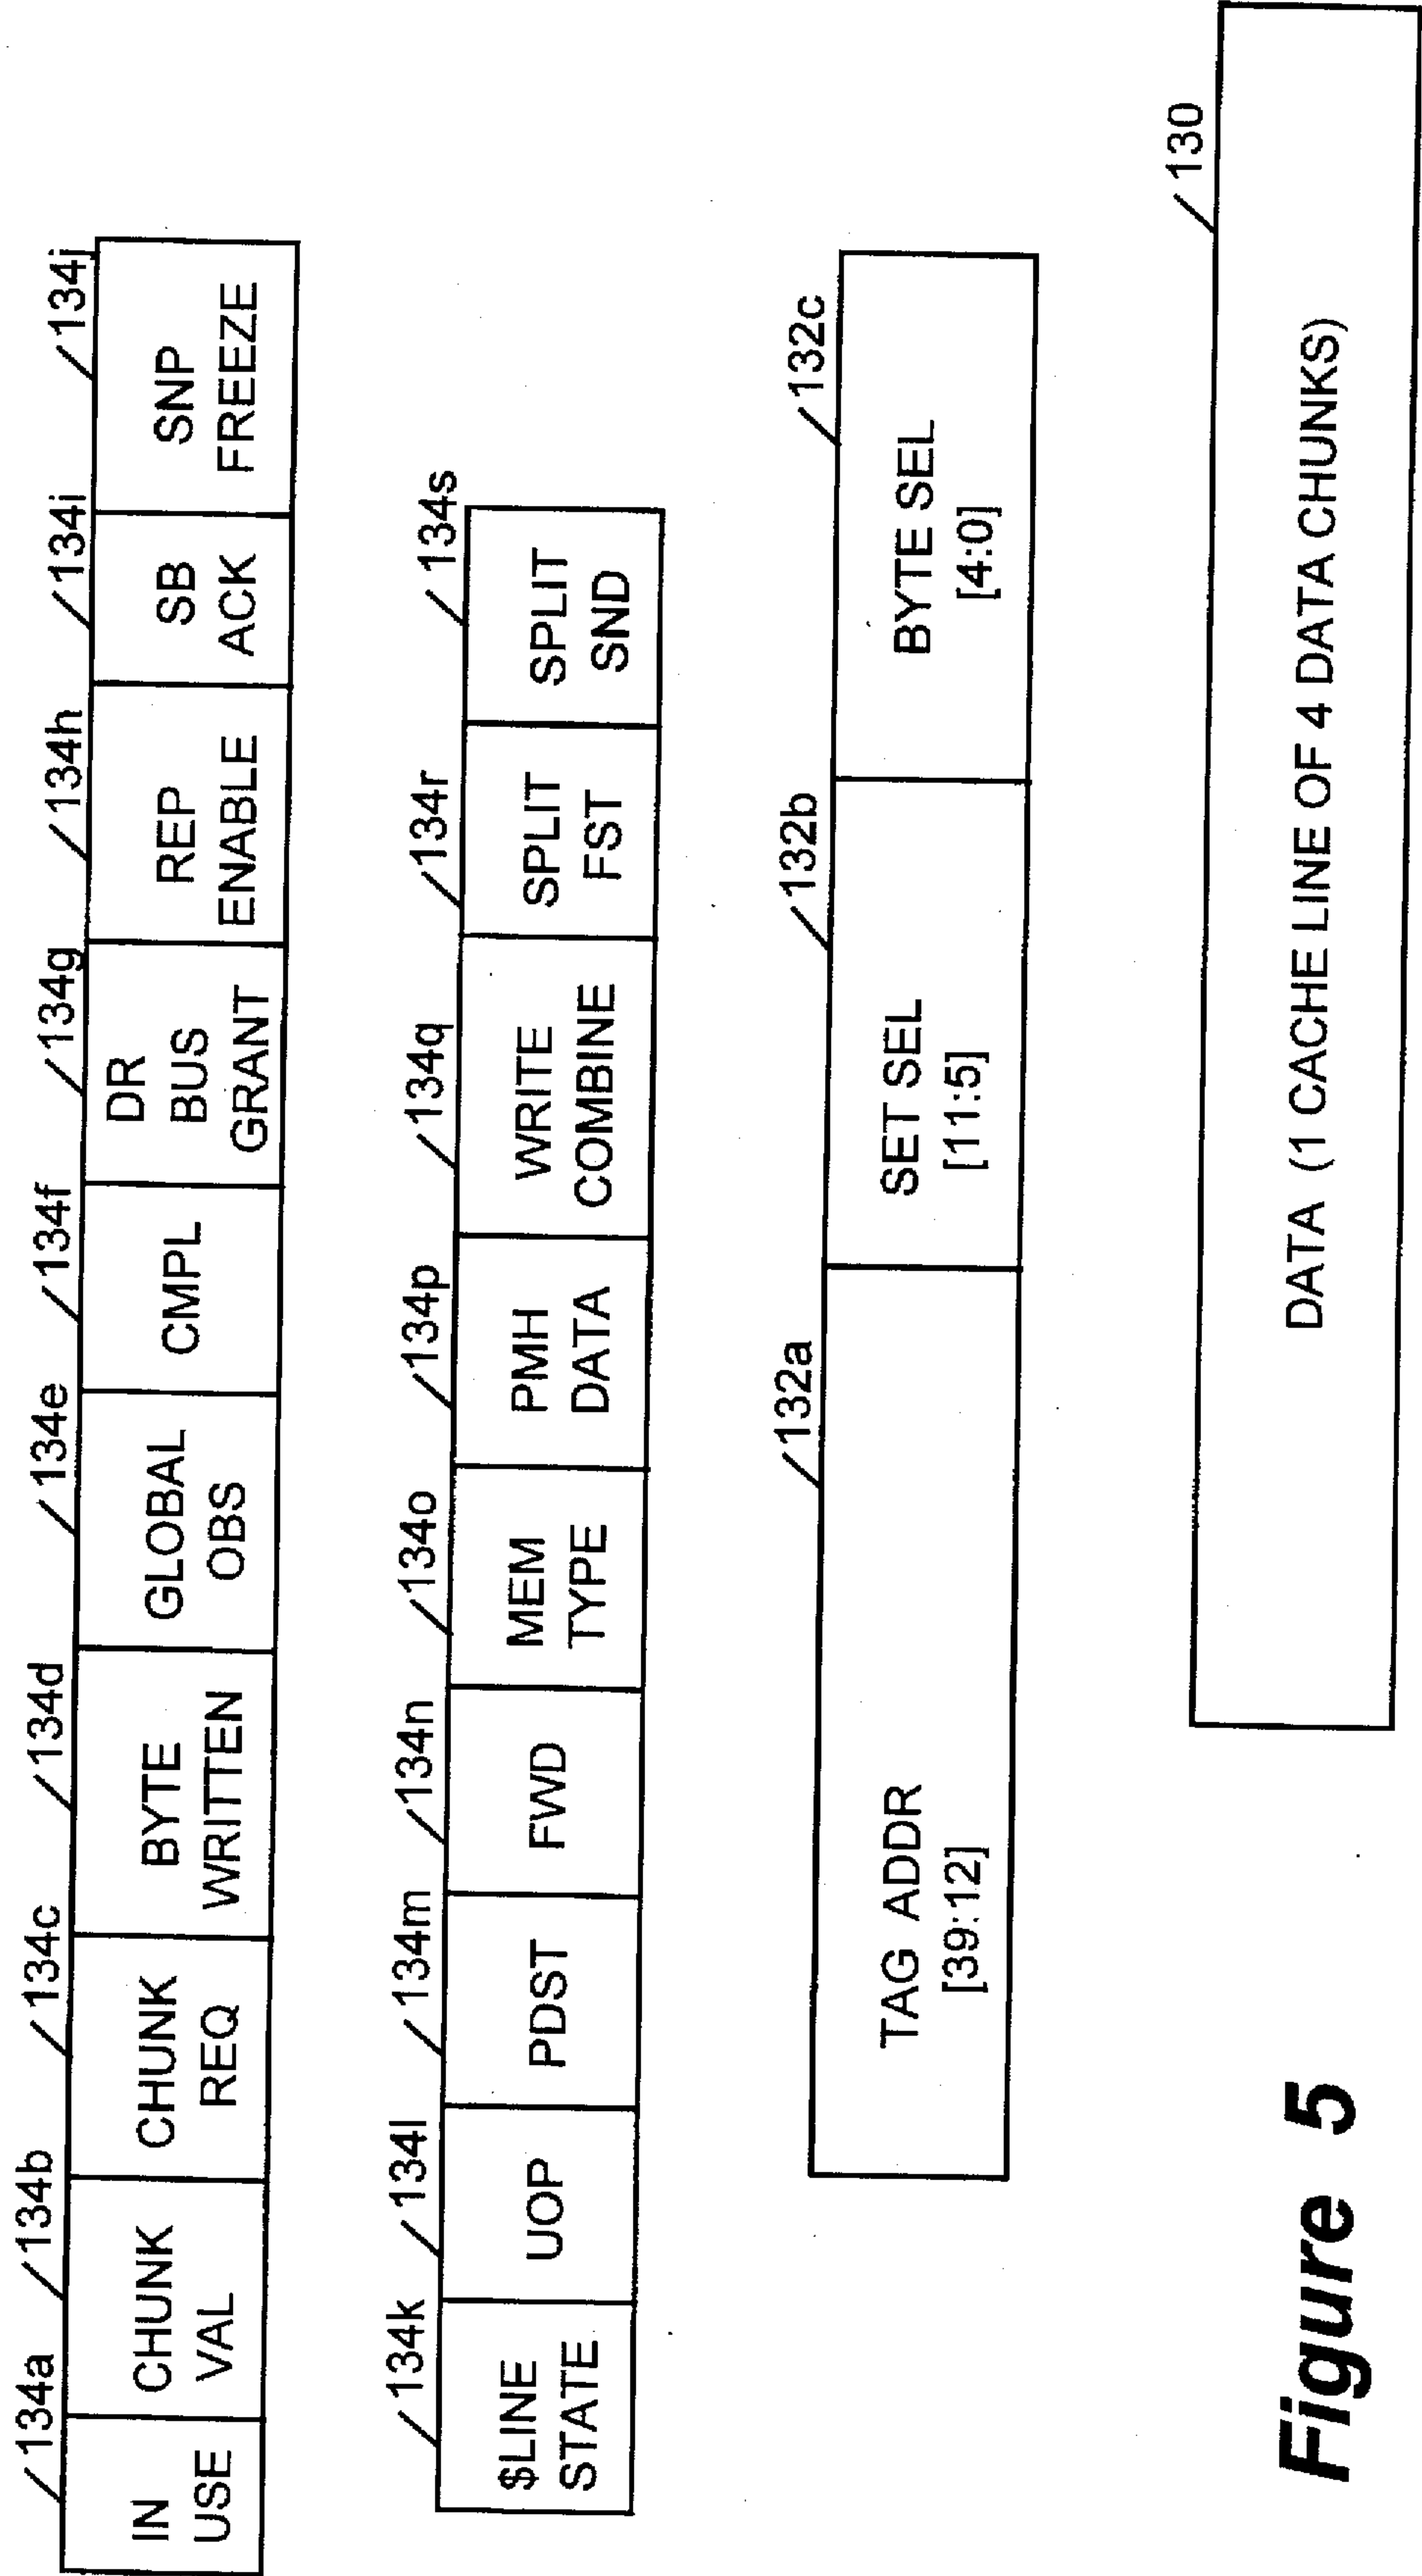 134a
134b
134c
134d
134e
134f
134g
134h
134i
134j
IN
USE
CHUNK
VAL
CHUNK
REQ
BYTE
WRITTEN
GLOBAL
OBS
CMPL
DR
BUS
GRANT
REP
ENABLE
SB
ACK
SNP
FREEZE
134k
134l
134m
134n
134o
134p
134q
134r
134s
$LINE
STATE
UOP
PDST
FWD
MEM
TYPE
PMH
DATA
WRITE
COMBINE
SPLIT
FST
SPLIT
SND
132a
132b
132c
TAG ADDR
[39:12]
SET SEL
[11:5]
BYTE SEL
[4:0]
130
DATA (1 CACHE LINE OF 4 DATA CHUNKS)
Figure 5